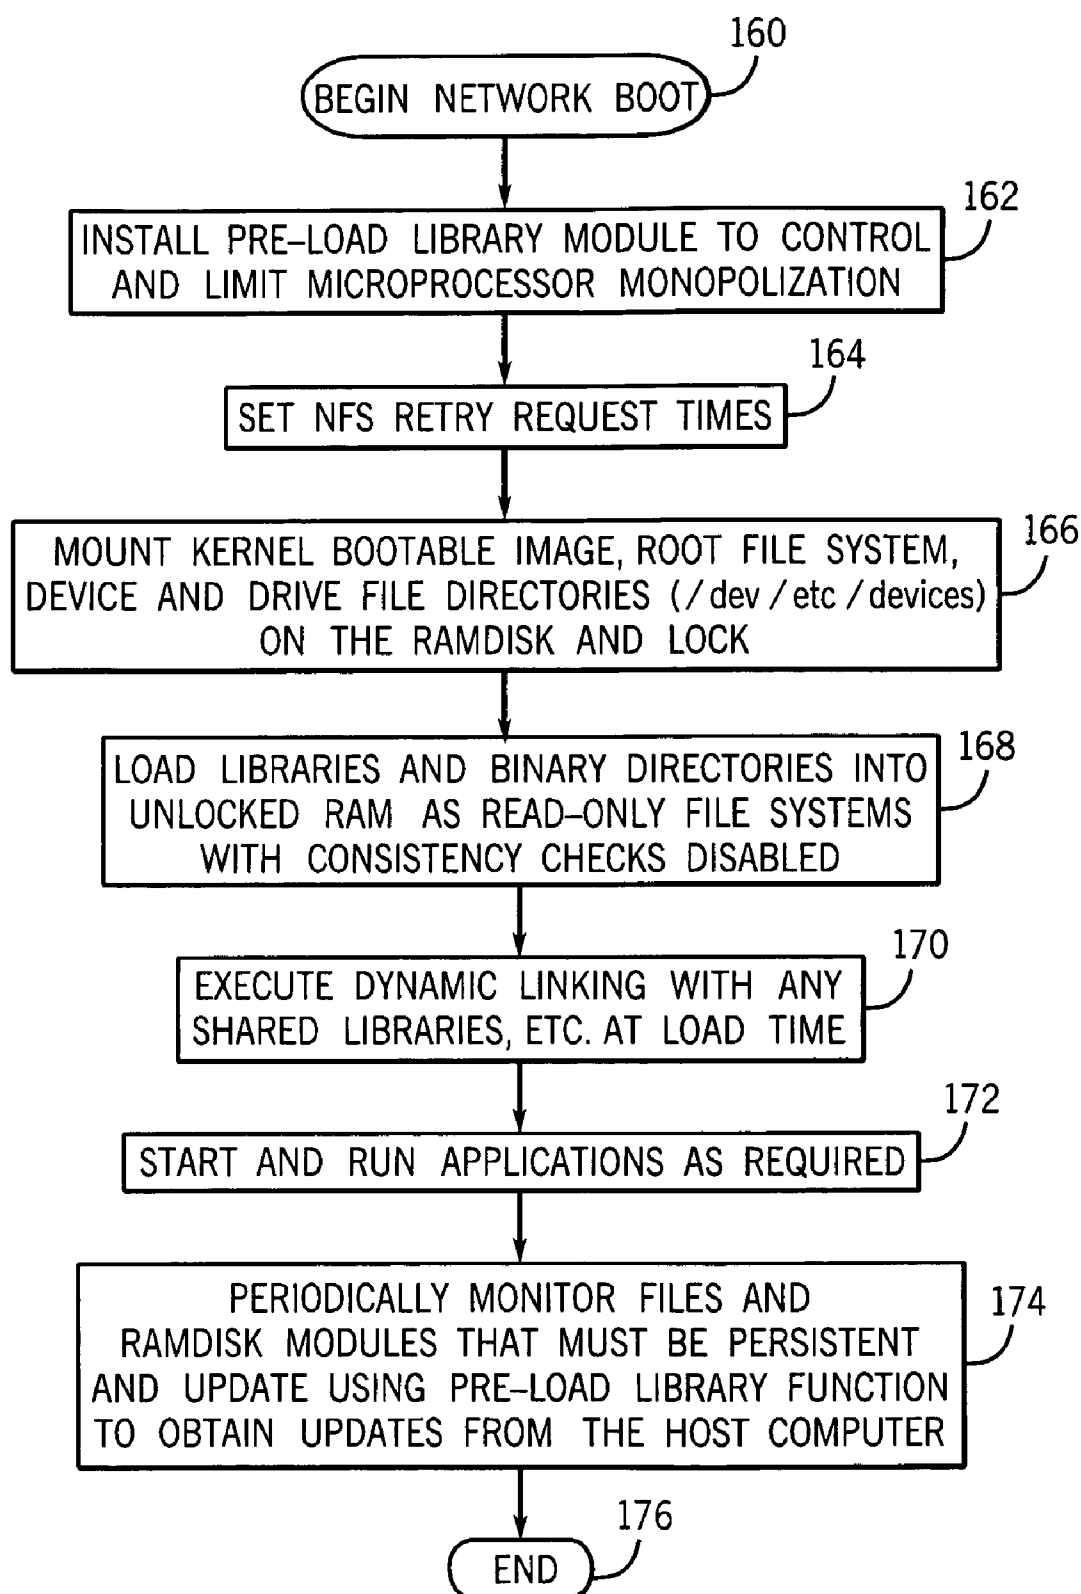 160
BEGIN NETWORK BOOT
162
INSTALL PRE-LOAD LIBRARY MODULE TO CONTROL
AND LIMIT MICROPROCESSOR MONOPOLIZATION
164
SET NFS RETRY REQUEST TIMES
166
MOUNT KERNEL BOOTABLE IMAGE, ROOT FILE SYSTEM,
DEVICE AND DRIVE FILE DIRECTORIES (/dev/etc/devices)
ON THE RAMDISK AND LOCK
168
LOAD LIBRARIES AND BINARY DIRECTORIES INTO
UNLOCKED RAM AS READ-ONLY FILE SYSTEMS
WITH CONSISTENCY CHECKS DISABLED
170
EXECUTE DYNAMIC LINKING WITH ANY
SHARED LIBRARIES, ETC. AT LOAD TIME
172
START AND RUN APPLICATIONS AS REQUIRED
174
PERIODICALLY MONITOR FILES AND
RAMDISK MODULES THAT MUST BE PERSISTENT
AND UPDATE USING PRE-LOAD LIBRARY FUNCTION
TO OBTAIN UPDATES FROM THE HOST COMPUTER
176
END